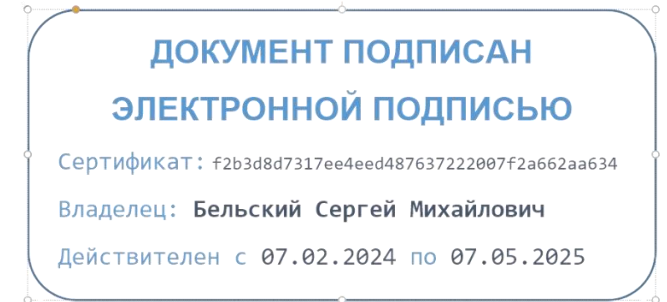 ДОКУМЕНТ ПОДПИСАН
ЭЛЕКТРОННОЙ ПОДПИСЬЮ
Сертификат: f2b3d8d7317ee4eed487637222007f2a662aa634
Владелец: Бельский Сергей Михайлович
Действителен с 07.02.2024 по 07.05.2025